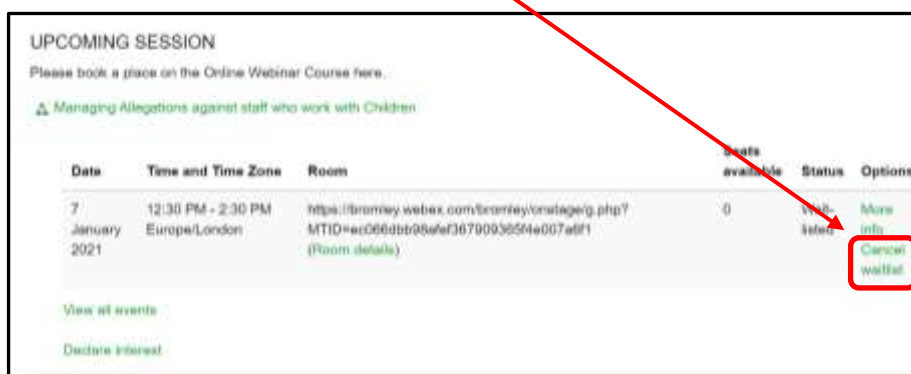 UPCOMING SESSION
Please book a place on the Online Webinar Course here.
Managing Allegations against staff who work with Children
Date Time and Time Zone Room Seats available Status Options
7 January 2021
12:30 PM - 2:30 PM Europe/London
https://bromley.webex.com/bromley/onstage/g.php?
(Room details)
0
Wait-listed
More info
Cancel waitlist
View all events
Declare interest